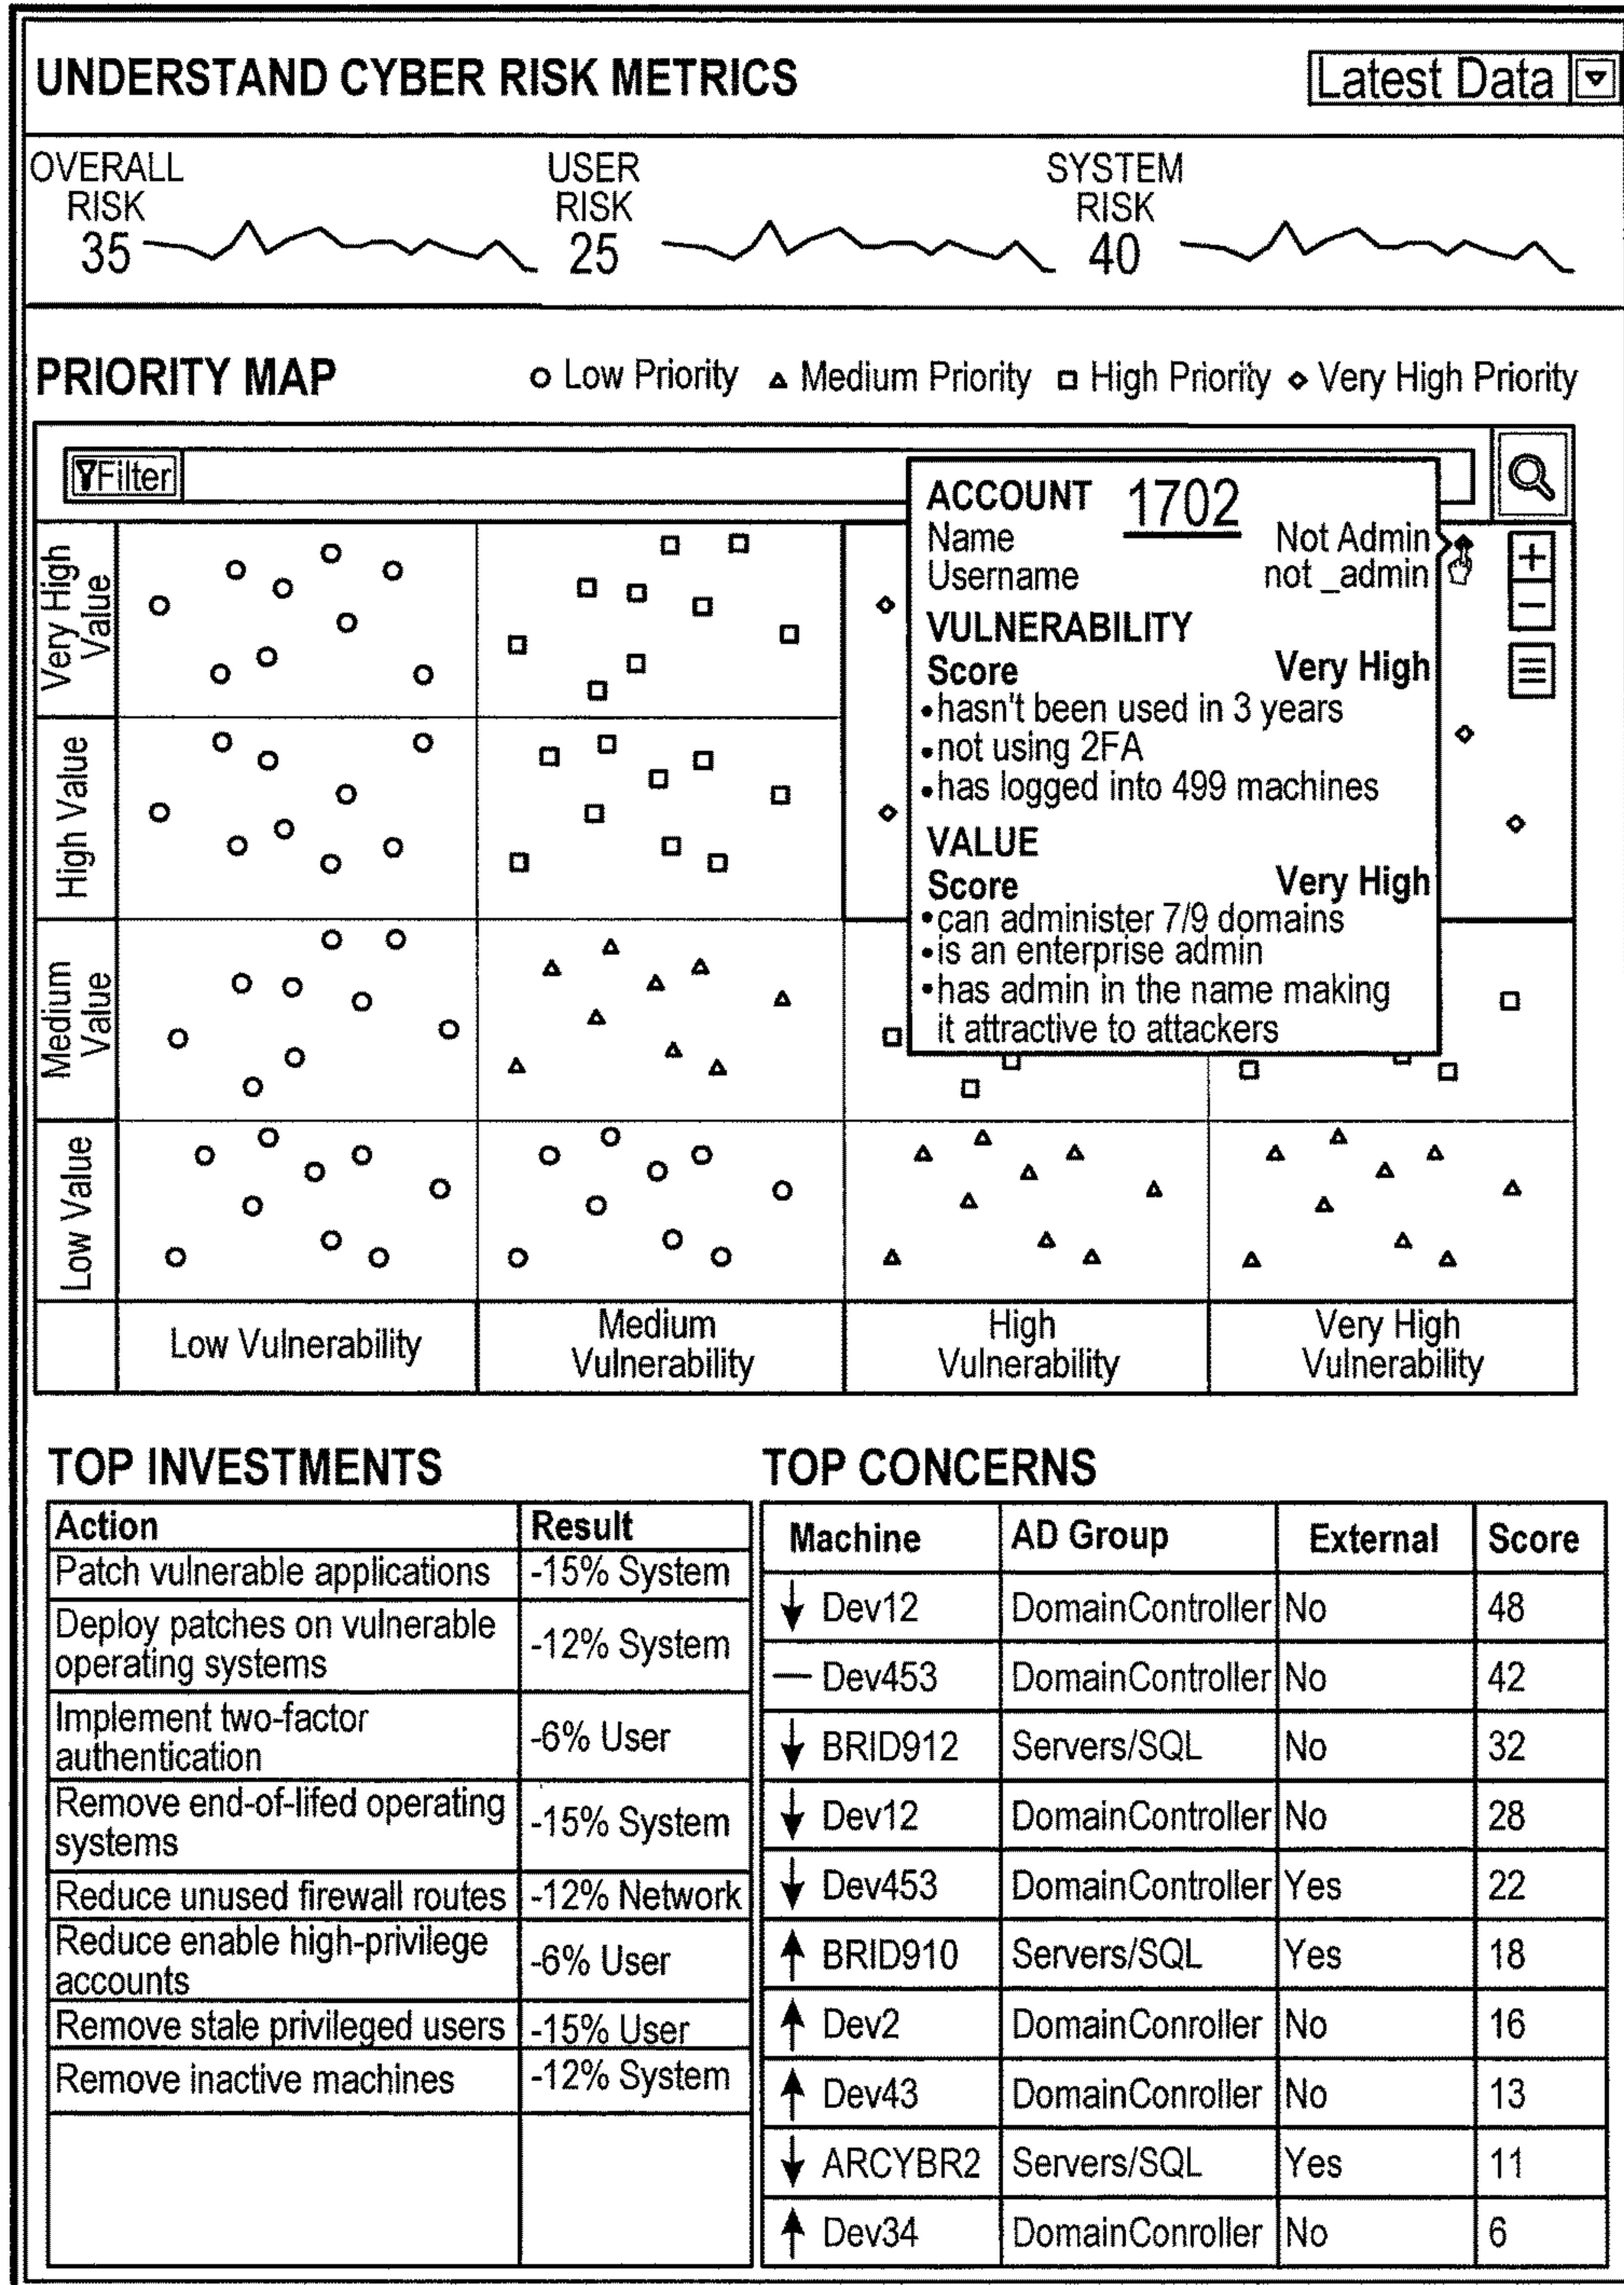 UNDERSTAND CYBER RISK METRICS
Latest Data
OVERALL
RISK
35
USER
RISK
25
SYSTEM
RISK
40
PRIORITY MAP
Low Priority
Medium Priority
High Priority
Very High Priority
Filter
ACCOUNT 1702
Name Not Admin
Username not _admin
VULNERABILITY
Score Very High
•hasn't been used in 3 years
•not using 2FA
•has logged into 499 machines
VALUE
Score Very High
•can administer 7/9 domains
•is an enterprise admin
•has admin in the name making
it attractive to attackers
Very High
Value
High Value
Medium
Value
Low Value
Low Vulnerability
Medium
Vulnerability
High
Vulnerability
Very High
Vulnerability
TOP INVESTMENTS
Action Result
Patch vulnerable applications -15% System
Deploy patches on vulnerable
operating systems
-12% System
Implement two-factor
authentication
-6% User
Remove end-of-lifed operating
systems
-15% System
Reduce unused firewall routes -12% Network
Reduce enable high-privilege
accounts
-6% User
Remove stale privileged users -15% User
Remove inactive machines -12% System
TOP CONCERNS
Machine AD Group External Score
↓ Dev12 DomainController No 48
— Dev453 DomainController No 42
↓ BRID912 Servers/SQL No 32
↓ Dev12 DomainController No 28
↓ Dev453 DomainController Yes 22
↑ BRID910 Servers/SQL Yes 18
↑ Dev2 DomainConroller No 16
↑ Dev43 DomainConroller No 13
↓ ARCYBR2 Servers/SQL Yes 11
↑ Dev34 DomainConroller No 6